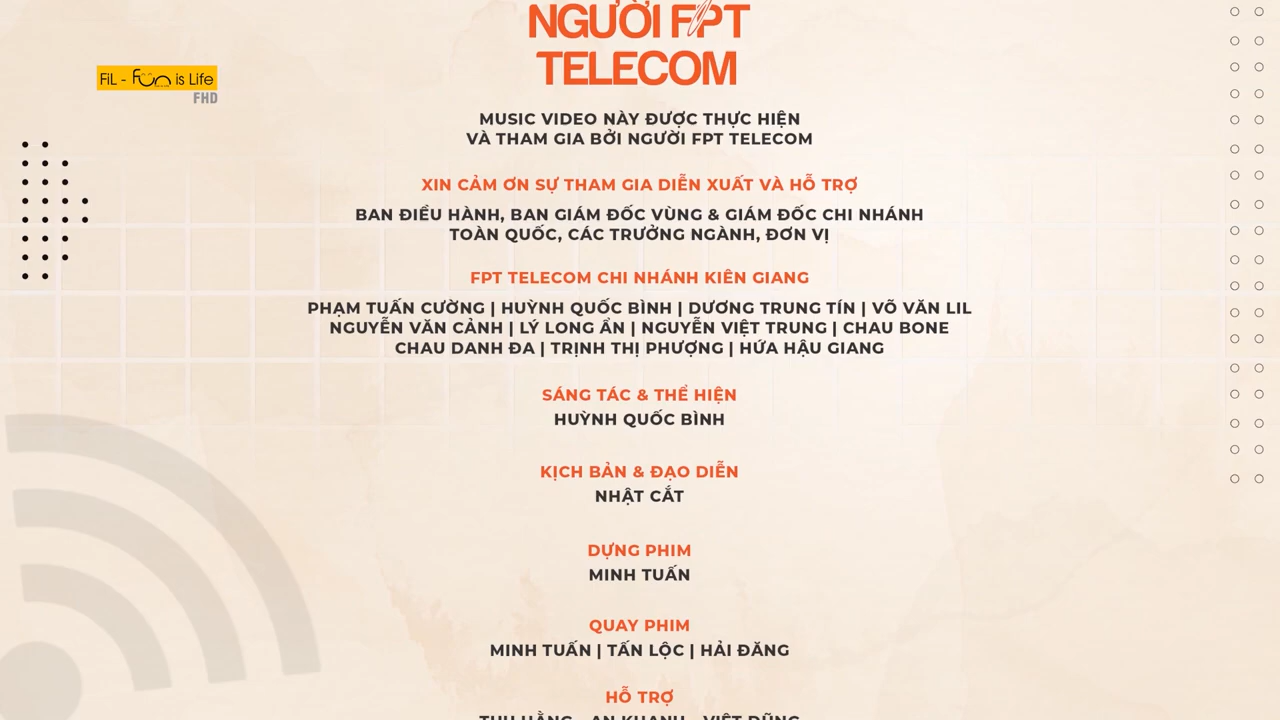 NGƯỜI FPT
TELECOM
FiL - Fun is Life
FHD
MUSIC VIDEO NÀY ĐƯỢC THỰC HIỆN
VÀ THAM GIA BỞI NGƯỜI FPT TELECOM
XIN CẢM ƠN SỰ THAM GIA DIỄN XUẤT VÀ HỖ TRỢ
BAN ĐIỀU HÀNH, BAN GIÁM ĐỐC VÙNG & GIÁM ĐỐC CHI NHÁNH
TOÀN QUỐC, CÁC TRƯỞNG NGÀNH, ĐƠN VỊ
FPT TELECOM CHI NHÁNH KIÊN GIANG
PHẠM TUẤN CƯỜNG | HUỲNH QUỐC BÌNH | DƯƠNG TRUNG TÍN | VÕ VĂN LIL
NGUYỄN VĂN CẢNH | LÝ LONG ẨN | NGUYỄN VIỆT TRUNG | CHAU BONE
CHAU DANH ĐA | TRỊNH THỊ PHƯỢNG | HỨA HẬU GIANG
SÁNG TÁC & THỂ HIỆN
HUỲNH QUỐC BÌNH
KỊCH BẢN & ĐẠO DIỄN
NHẬT CẮT
DỰNG PHIM
MINH TUẤN
QUAY PHIM
MINH TUẤN | TẤN LỘC | HẢI ĐĂNG
HỖ TRỢ
THU HẰNG - AN KHANH - VIỆT DŨNG